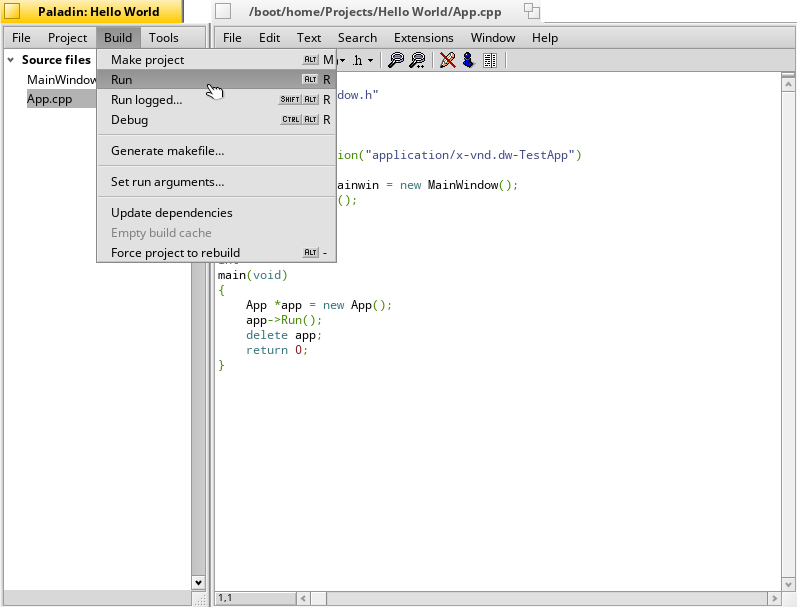 Paladin: Hello World
/boot/home/Projects/Hello World/App.cpp
File Project Build Tools
File Edit Text Search Extensions Window Help
Source files
MainWindow
App.cpp
Make project ALT M
Run ALT R
Run logged... SHIFT ALT R
Debug CTRL ALT R
Generate makefile...
Set run arguments...
Update dependencies
Empty build cache
Force project to rebuild ALT -
.h
dow.h"
ion("application/x-vnd.dw-TestApp")
ainwin = new MainWindow();
();
main(void)
{
App *app = new App();
app->Run();
delete app;
return 0;
}
1,1